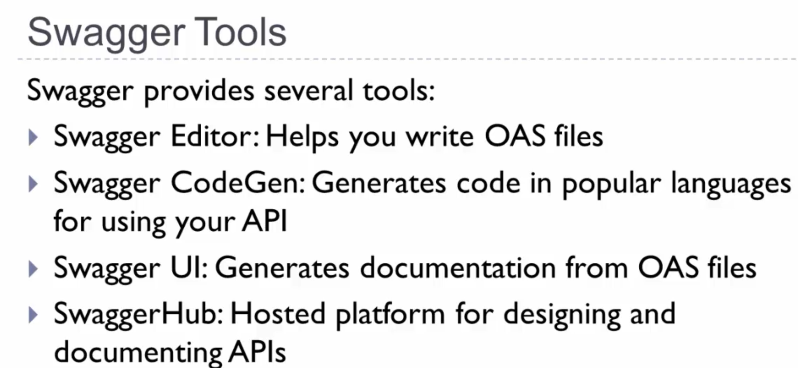 Swagger Tools
Swagger provides several tools:
Swagger Editor: Helps you write OAS files
Swagger CodeGen: Generates code in popular languages
for using your API
Swagger UI: Generates documentation from OAS files
SwaggerHub: Hosted platform for designing and
documenting APIs